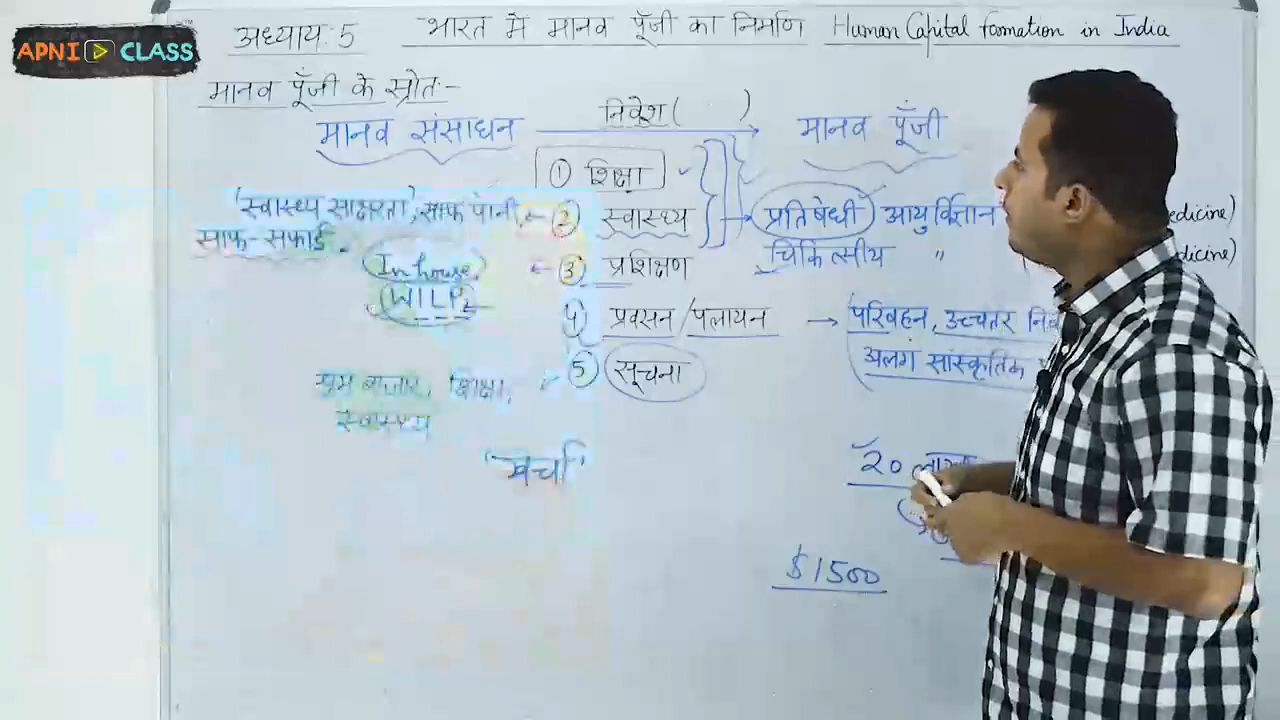 APNI CLASS
अध्याय: 5 भारत में मानव पूँजी का निर्माण Human Capital formation in India
मानव पूँजी के स्रोत:-
मानव संसाधन निवेश ( ) मानव पूँजी
① शिक्षा
'स्वास्थ्य साक्षरता', साफ पानी, ← ② स्वास्थ्य → प्रतिषेधी आयुर्विज्ञान edicine)
साफ-सफाई.
In house ← ③ प्रशिक्षण चिकित्सीय " dicine)
WILP
4) प्रवसन/पलायन → परिवहन, उच्चतर
अलग सांस्कृतिक
श्रम बाजार, शिक्षा, ⑤ सूचना
स्वास्थ्य
'खर्चा'
20 लाख
$1500